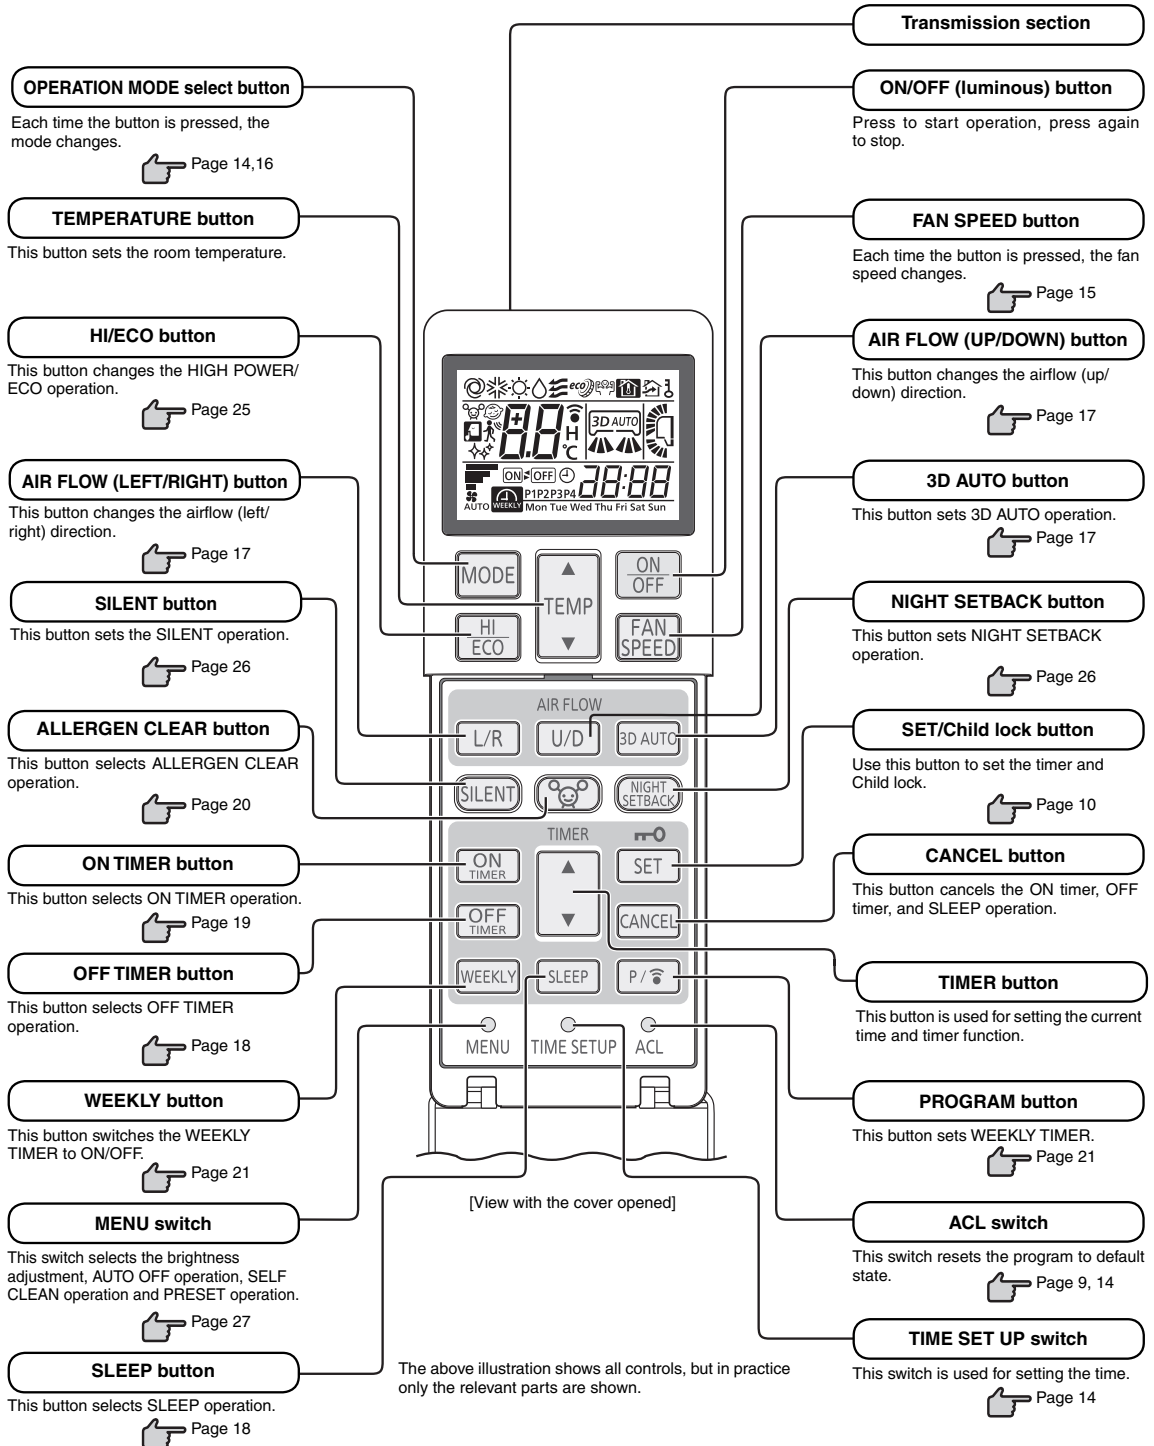 Transmission section
OPERATION MODE select button
Each time the button is pressed, the
mode changes.
Page 14,16
TEMPERATURE button
This button sets the room temperature.
HI/ECO button
This button changes the HIGH POWER/
ECO operation.
Page 25
AIR FLOW (LEFT/RIGHT) button
This button changes the airflow (left/
right) direction.
Page 17
SILENT button
This button sets the SILENT operation.
Page 26
ALLERGEN CLEAR button
This button selects ALLERGEN CLEAR
operation.
Page 20
ON TIMER button
This button selects ON TIMER operation.
Page 19
OFF TIMER button
This button selects OFF TIMER
operation.
Page 18
WEEKLY button
This button switches the WEEKLY
TIMER to ON/OFF.
Page 21
MENU switch
This switch selects the brightness
adjustment, AUTO OFF operation, SELF
CLEAN operation and PRESET operation.
Page 27
SLEEP button
This button selects SLEEP operation.
Page 18
eco
8.8
H
°C
3D AUTO
ON OFF
28:88
P1P2P3P4
AUTO WEEKLY Mon Tue Wed Thu Fri Sat Sun
MODE
TEMP
ON
OFF
HI
ECO
FAN
SPEED
AIR FLOW
L/R
U/D
3D AUTO
SILENT
NIGHT
SETBACK
TIMER
ON
TIMER
SET
OFF
TIMER
CANCEL
WEEKLY
SLEEP
P/
MENU
TIME SETUP
ACL
[View with the cover opened]
The above illustration shows all controls, but in practice
only the relevant parts are shown.
ON/OFF (luminous) button
Press to start operation, press again
to stop.
FAN SPEED button
Each time the button is pressed, the fan
speed changes.
Page 15
AIR FLOW (UP/DOWN) button
This button changes the airflow (up/
down) direction.
Page 17
3D AUTO button
This button sets 3D AUTO operation.
Page 17
NIGHT SETBACK button
This button sets NIGHT SETBACK
operation.
Page 26
SET/Child lock button
Use this button to set the timer and
Child lock.
Page 10
CANCEL button
This button cancels the ON timer, OFF
timer, and SLEEP operation.
TIMER button
This button is used for setting the current
time and timer function.
PROGRAM button
This button sets WEEKLY TIMER.
Page 21
ACL switch
This switch resets the program to default
state.
Page 9, 14
TIME SET UP switch
This switch is used for setting the time.
Page 14